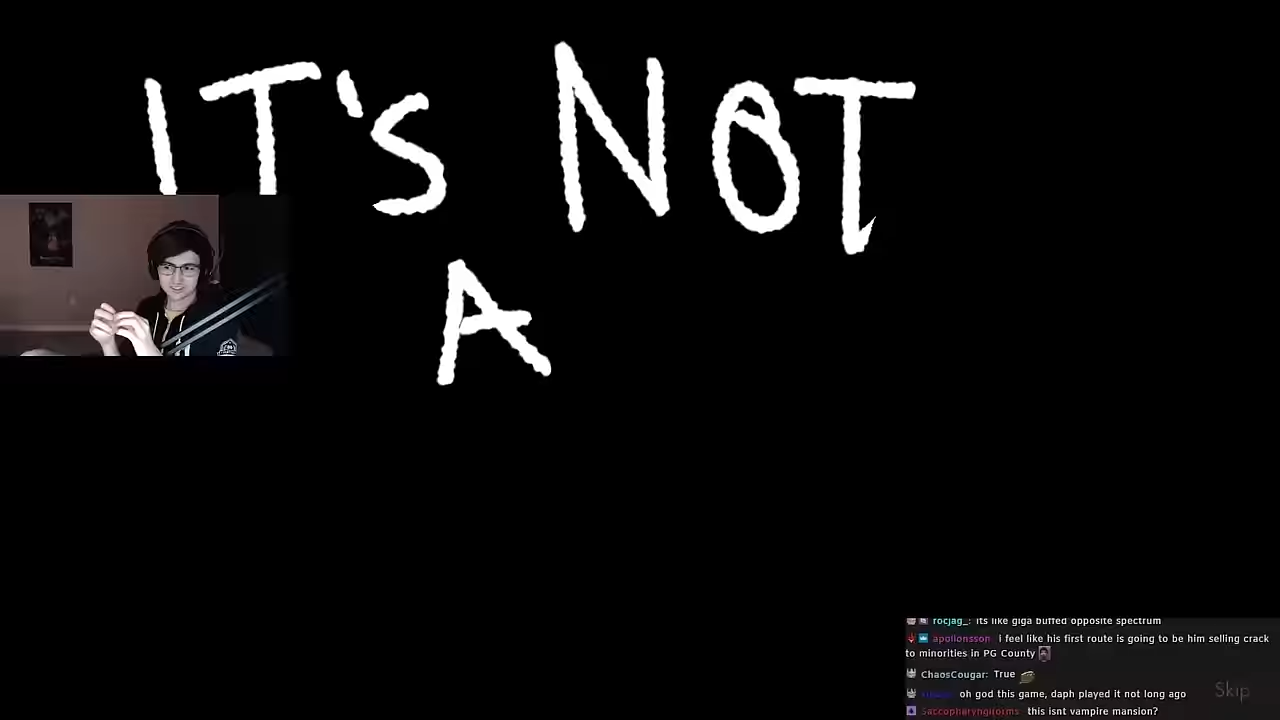 IT'S NOT
A
rocjag_: its like giga buffed opposite spectrum
apollonsson i feel like his first route is going to be him selling crack
to minorities in PG County
ChaosCougar: True
oh god this game, daph played it not long ago
Saccopharyngiforms this isnt vampire mansion?
Skip